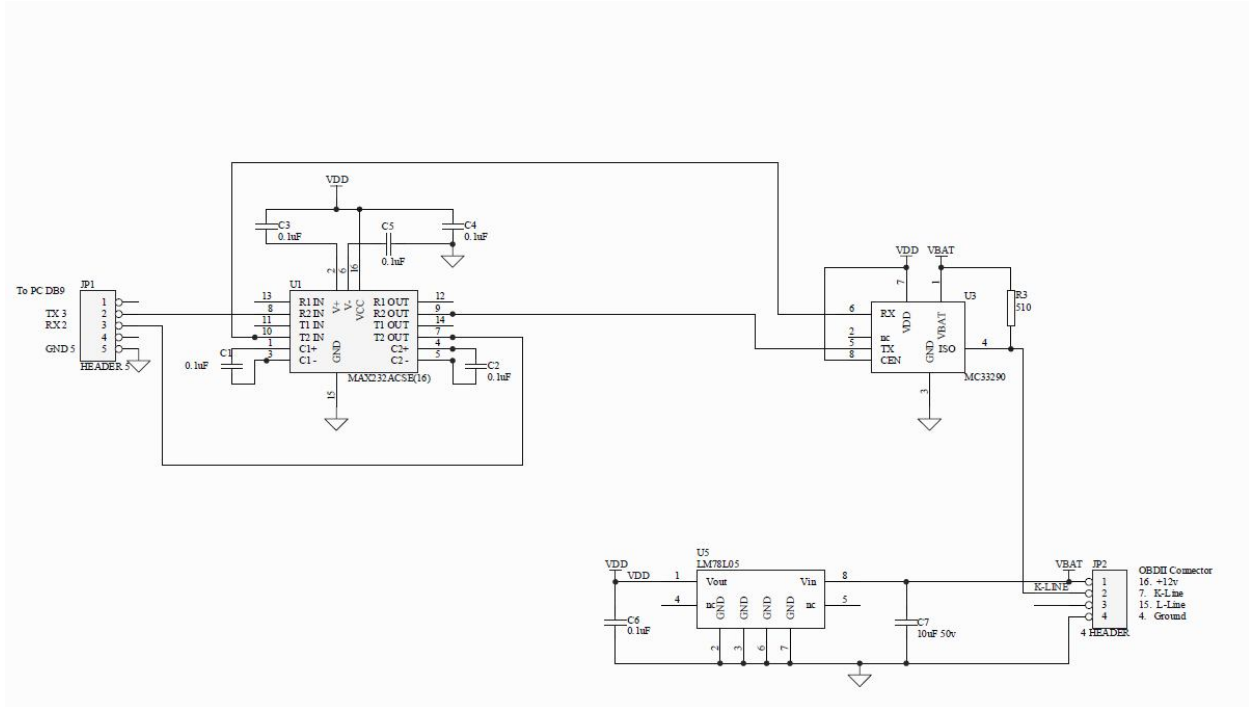 VDD
C3
0.1uF
C5
0.1uF
C4
0.1uF
2
6
16
To PC DB9
JP1
1
TX 3
2
RX 2
3
4
GND 5
5
HEADER 5
U1
13
R1 IN
8
R2 IN
11
T1 IN
10
T2 IN
1
C1+
3
C1-
V+
V-
VCC
GND
R1 OUT
12
R2 OUT
9
T1 OUT
14
T2 OUT
7
C2+
4
C2-
5
MAX232ACSE(16)
15
C1
0.1uF
C2
0.1uF
VDD
VBAT
7
1
U3
6
RX
2
5
TX
8
CEN
VDD
VBAT
GND
ISO
4
MC33290
3
R3
510
U5
LM78L05
VDD
VDD
1
Vout
Vin
8
4
nc
nc
5
GND
GND
GND
GND
2
3
6
7
C6
0.1uF
C7
10uF 50v
VBAT
K-LINE
JP2
1
2
3
4
4 HEADER
OBDII Connector
16. +12v
7. K-Line
15. L-Line
4. Ground